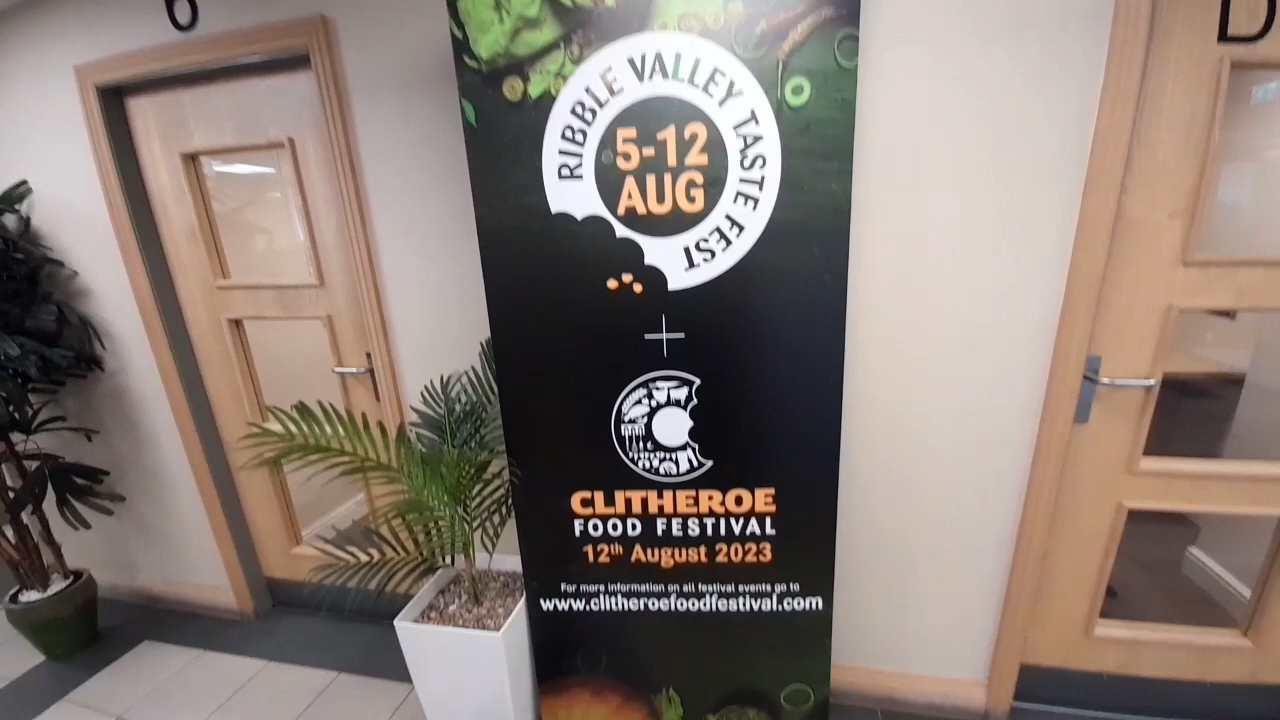 6
D
RIBBLE VALLEY TASTE FEST
5-12
AUG
CLITHEROE
FOOD FESTIVAL
12th August 2023
For more information on all festival events go to
www.clitheroefoodfestival.com